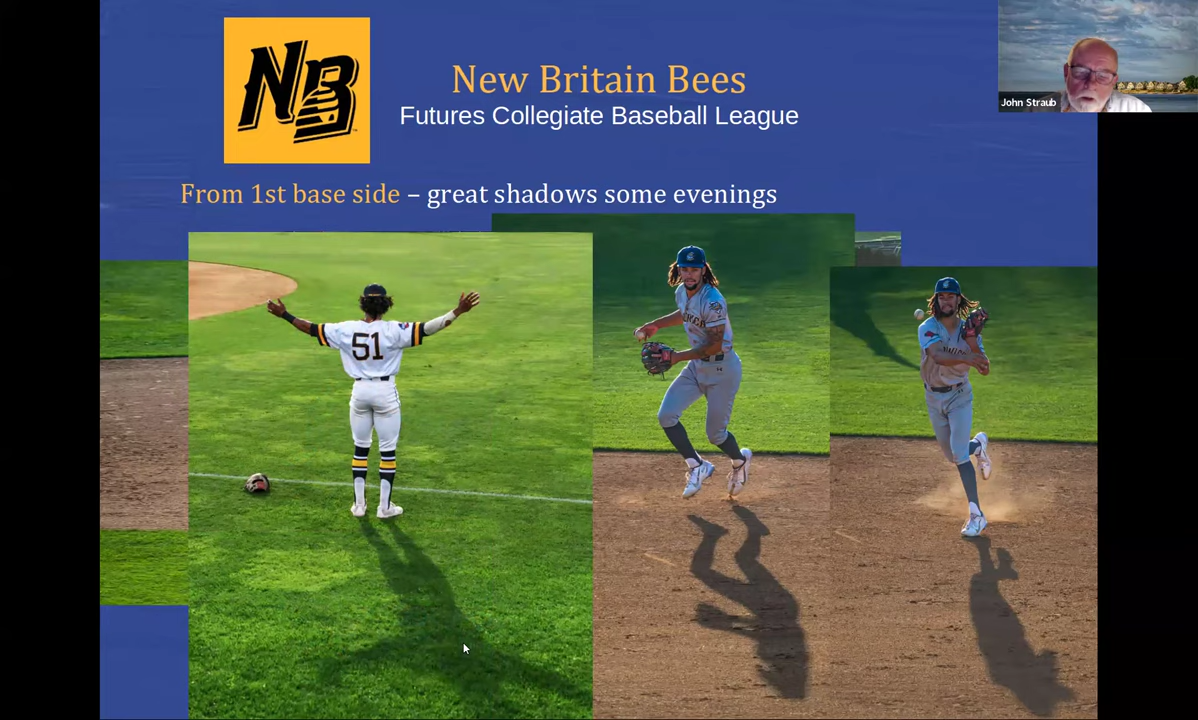 NB
New Britain Bees
Futures Collegiate Baseball League
John Straub
From 1st base side – great shadows some evenings
51